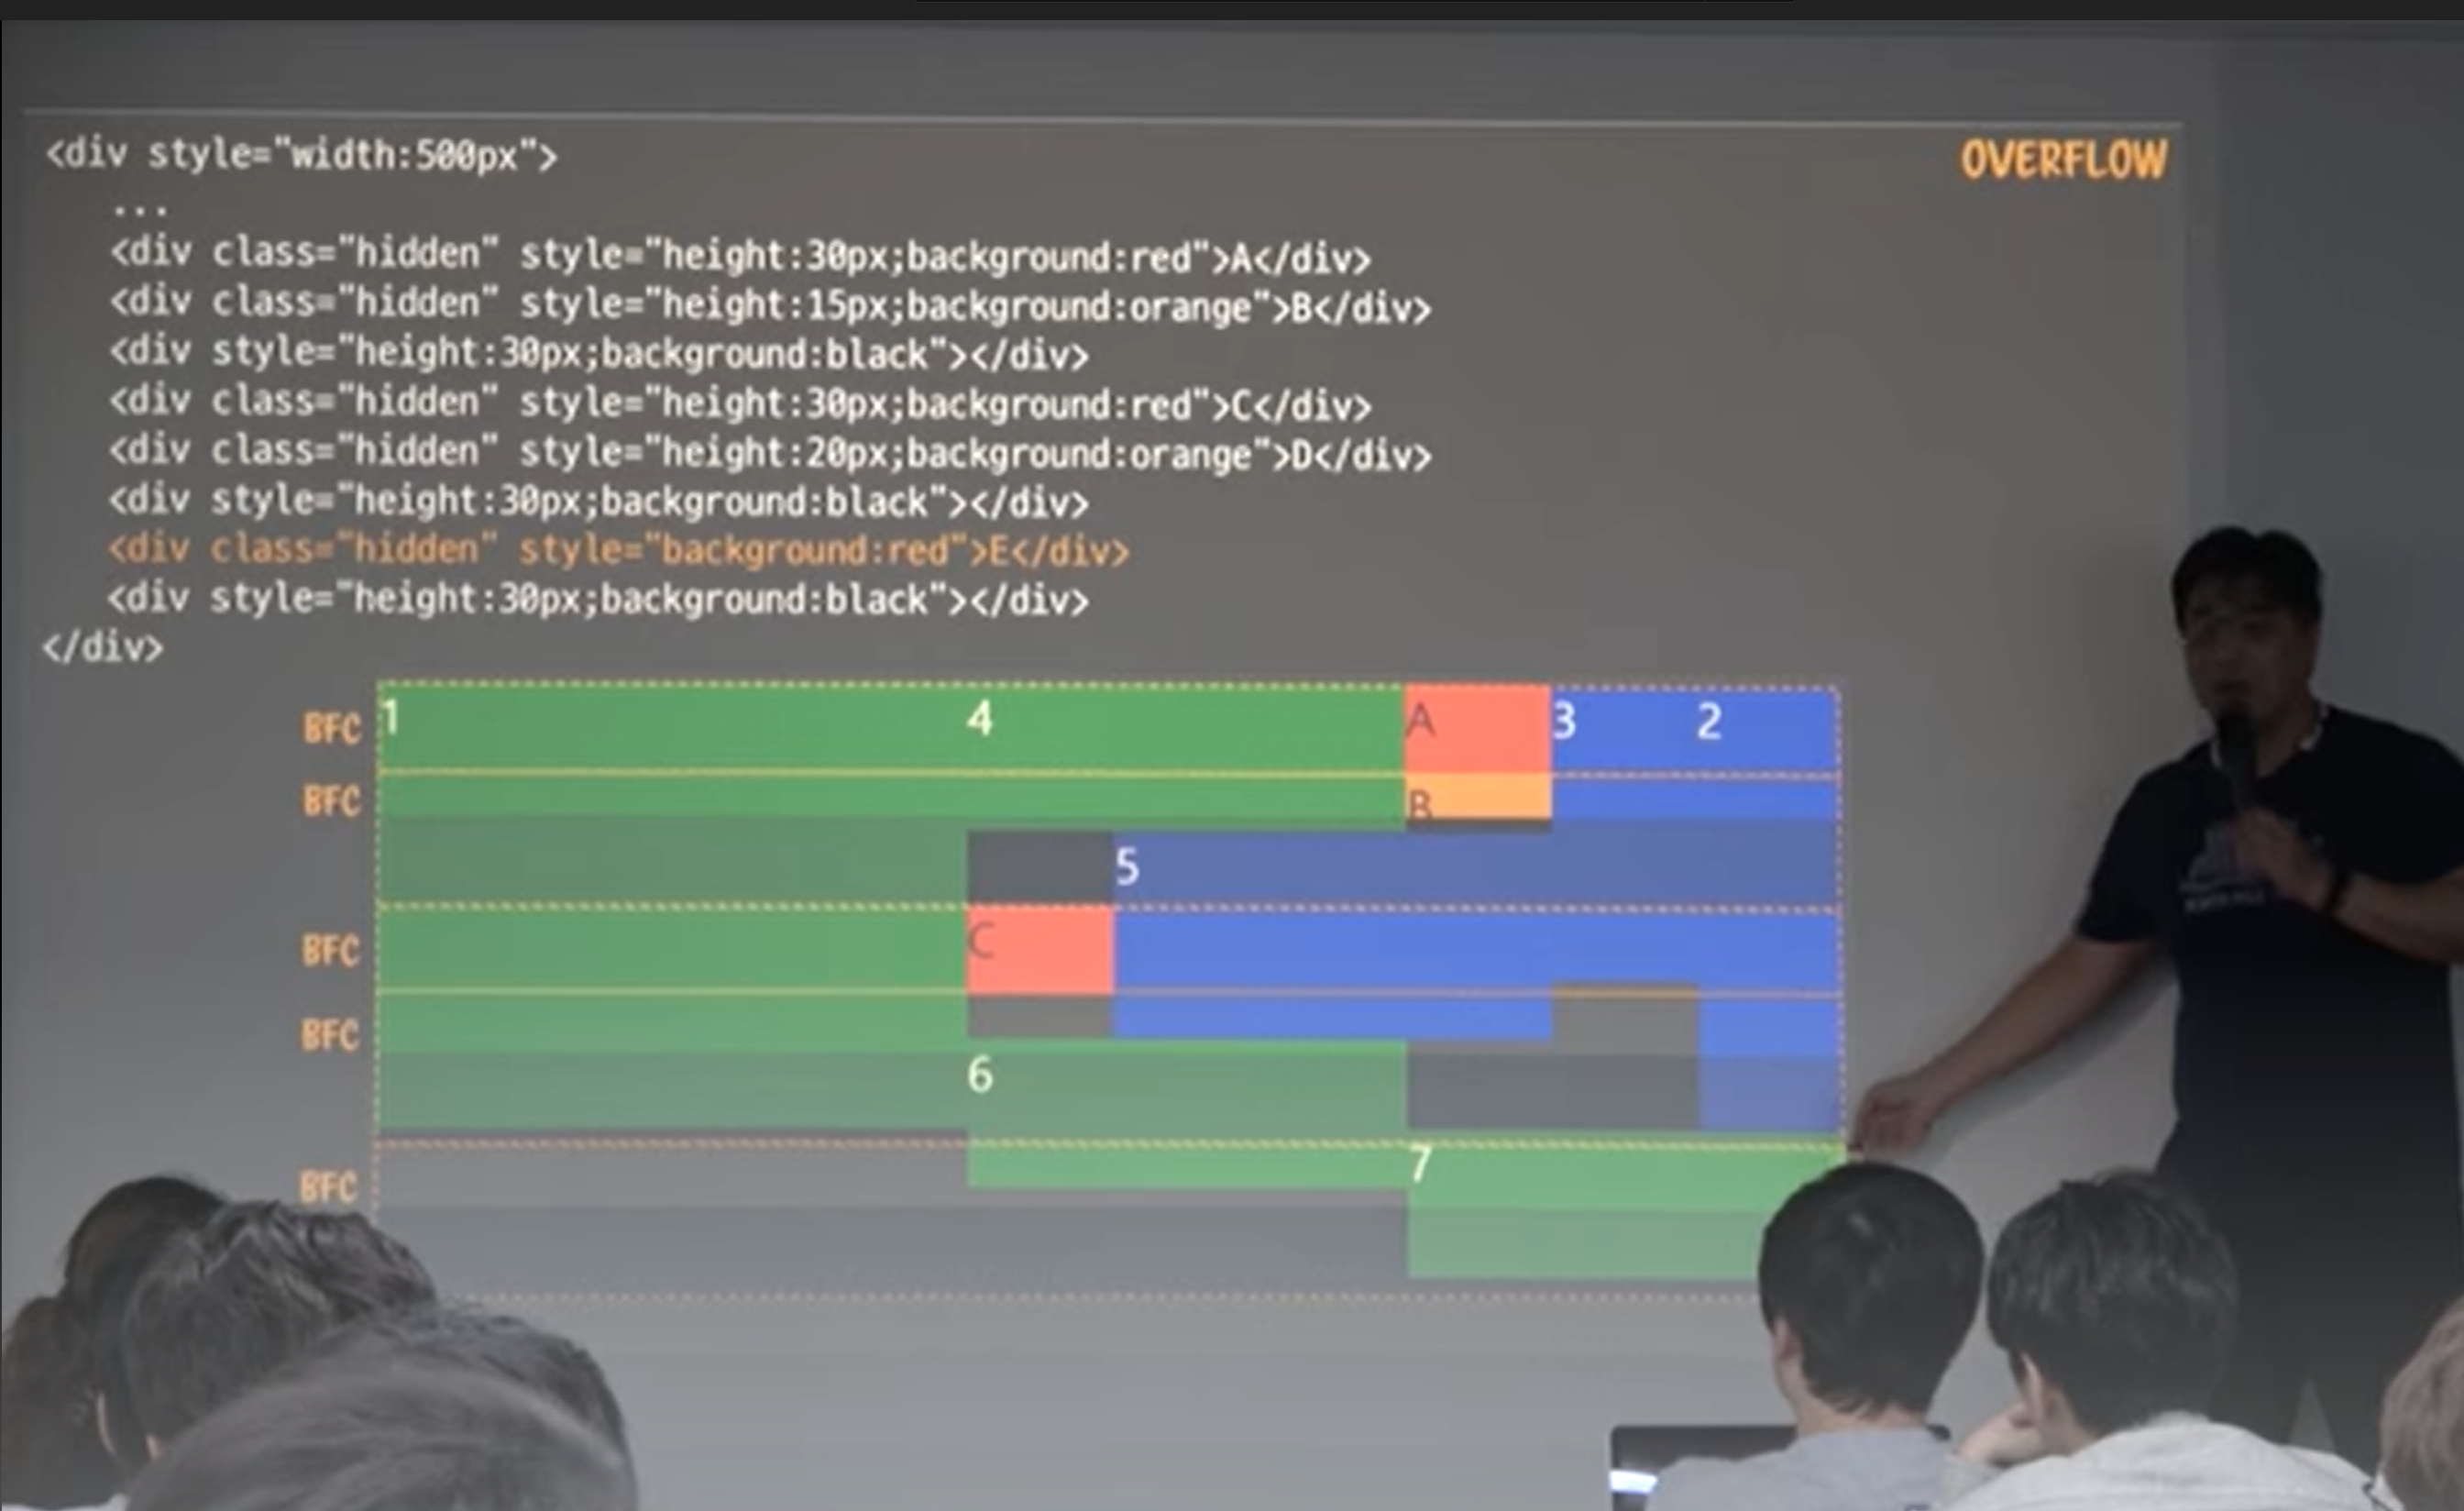 <div style="width:500px">
OVERFLOW
...
<div class="hidden" style="height:30px;background:red">A</div>
<div class="hidden" style="height:15px;background:orange">B</div>
<div style="height:30px;background:black"></div>
<div class="hidden" style="height:30px;background:red">C</div>
<div class="hidden" style="height:20px;background:orange">D</div>
<div style="height:30px;background:black"></div>
<div class="hidden" style="background:red">E</div>
<div style="height:30px;background:black"></div>
</div>
BFC 1 4 A 3 2
BFC B
5
BFC C
BFC
6
7
BFC